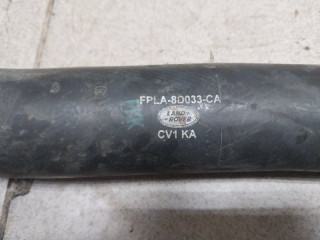 FPLA-8D033-CA
LAND
ROVER
CV1 KA